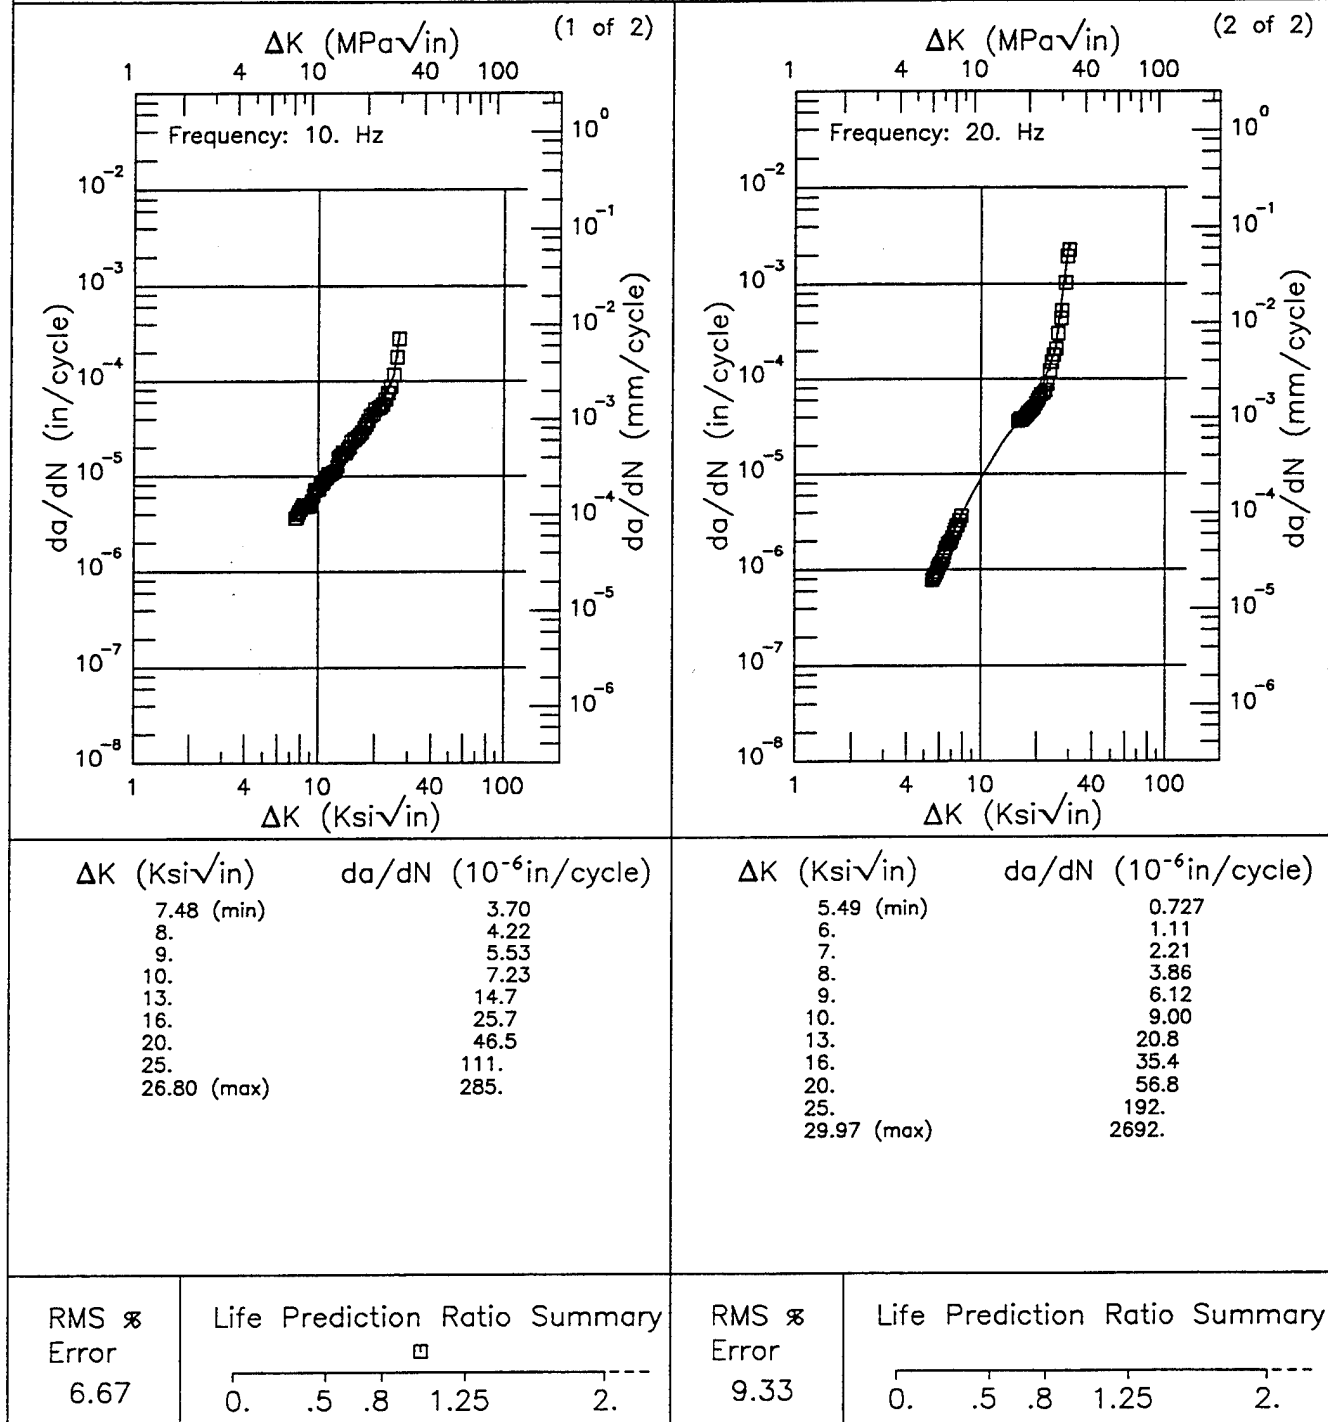 (1 of 2)
ΔK (MPa√in)
1 4 10 40 100
Frequency: 10. Hz
10⁰
10⁻²
10⁻¹
10⁻³
10⁻²
10⁻⁴
10⁻³
10⁻⁵
10⁻⁴
10⁻⁶
10⁻⁵
10⁻⁷
10⁻⁶
10⁻⁸
da/dN (in/cycle)
da/dN (mm/cycle)
1 4 10 40 100
ΔK (Ksi√in)
(2 of 2)
ΔK (MPa√in)
1 4 10 40 100
Frequency: 20. Hz
10⁰
10⁻²
10⁻¹
10⁻³
10⁻²
10⁻⁴
10⁻³
10⁻⁵
10⁻⁴
10⁻⁶
10⁻⁵
10⁻⁷
10⁻⁶
10⁻⁸
da/dN (in/cycle)
da/dN (mm/cycle)
1 4 10 40 100
ΔK (Ksi√in)
ΔK (Ksi√in) da/dN (10⁻⁶in/cycle)
7.48 (min) 3.70
8. 4.22
9. 5.53
10. 7.23
13. 14.7
16. 25.7
20. 46.5
25. 111.
26.80 (max) 285.
ΔK (Ksi√in) da/dN (10⁻⁶in/cycle)
5.49 (min) 0.727
6. 1.11
7. 2.21
8. 3.86
9. 6.12
10. 9.00
13. 20.8
16. 35.4
20. 56.8
25. 192.
29.97 (max) 2692.
RMS %
Error
6.67
Life Prediction Ratio Summary
0. .5 .8 1.25 2.
RMS %
Error
9.33
Life Prediction Ratio Summary
0. .5 .8 1.25 2.